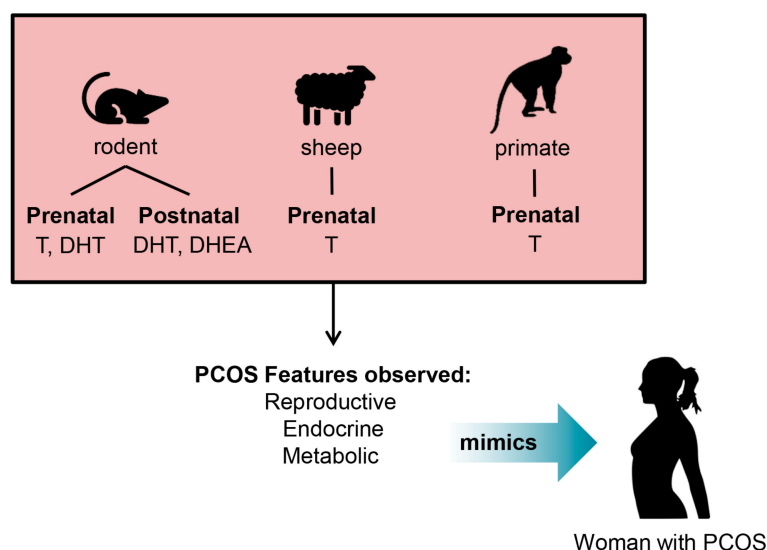 rodent
sheep
primate
Prenatal
T, DHT
Postnatal
DHT, DHEA
Prenatal
T
Prenatal
T
PCOS Features observed:
Reproductive
Endocrine
Metabolic
mimics
Woman with PCOS